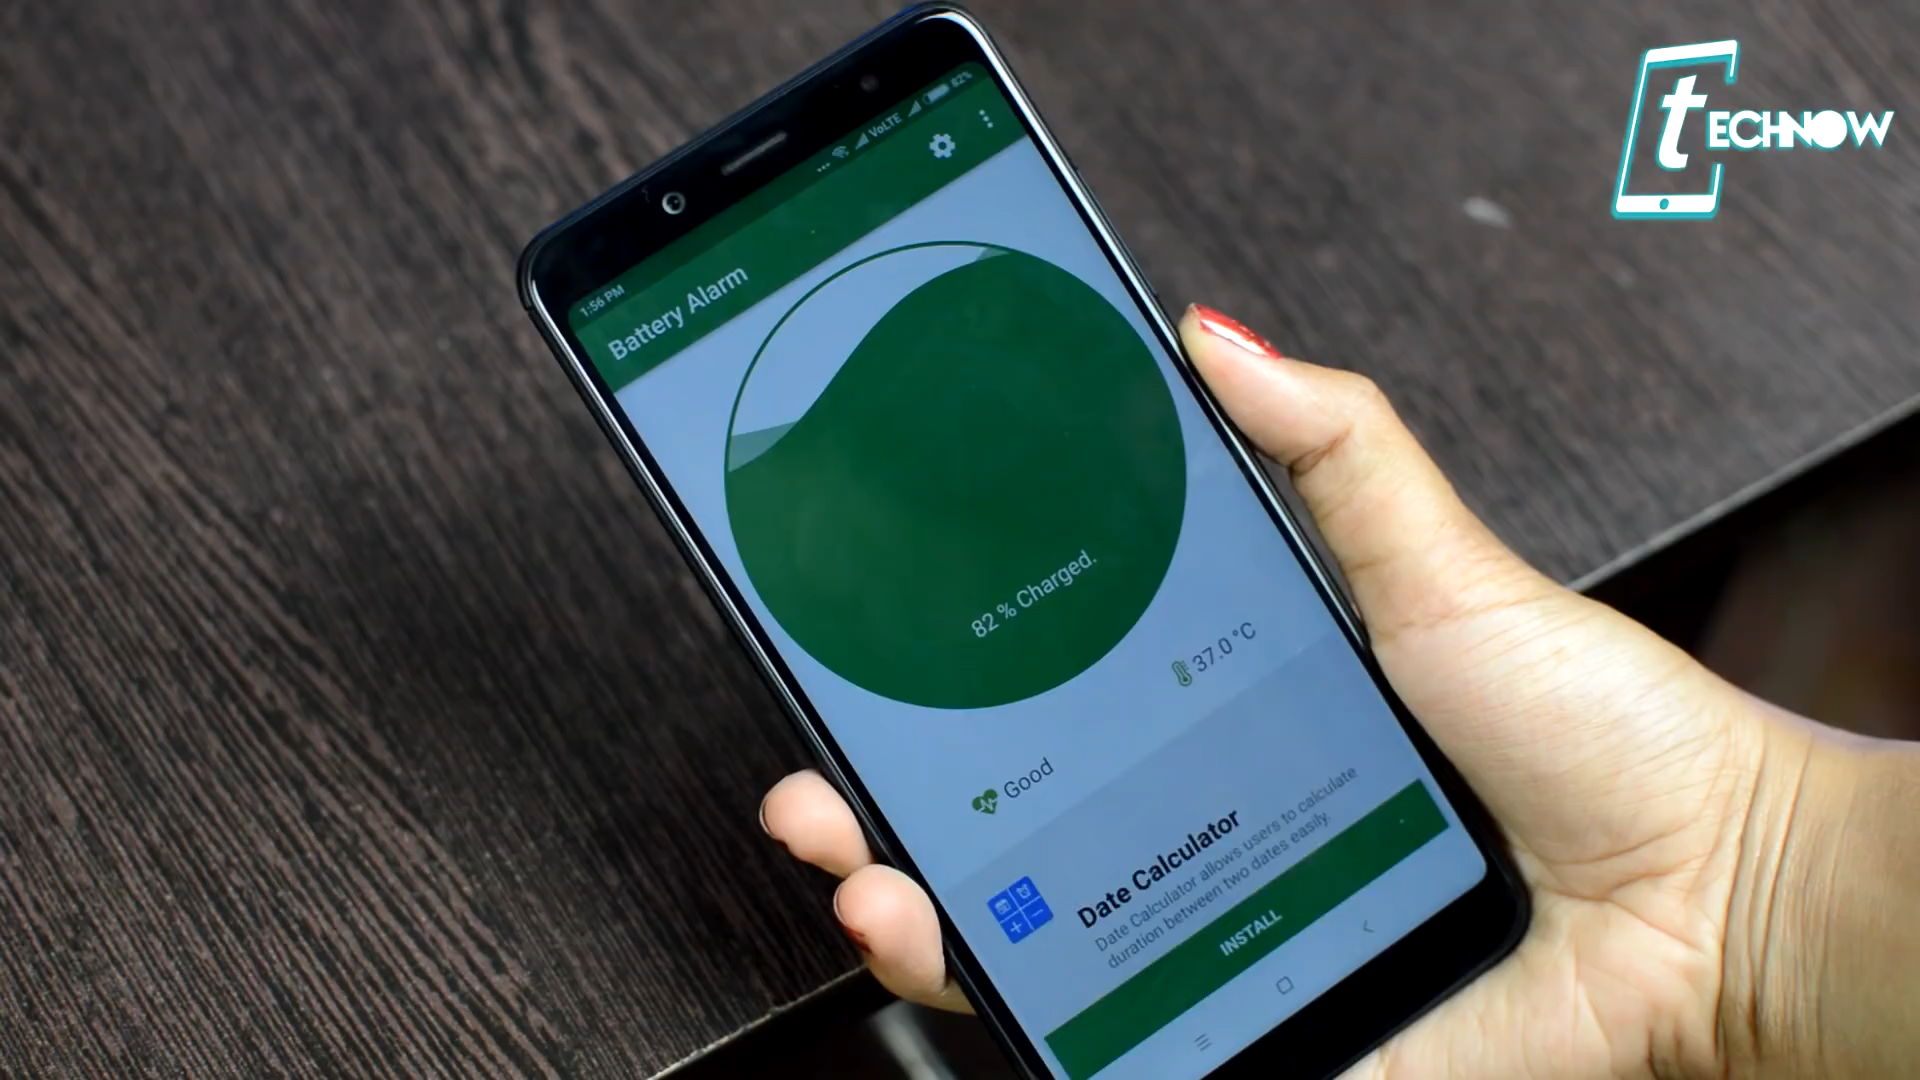 tECHNOW
1:56 PM
VoLTE 82%
Battery Alarm
82 % Charged.
37.0 °C
Good
Date Calculator
Date Calculator allows users to calculate
duration between two dates easily.
INSTALL